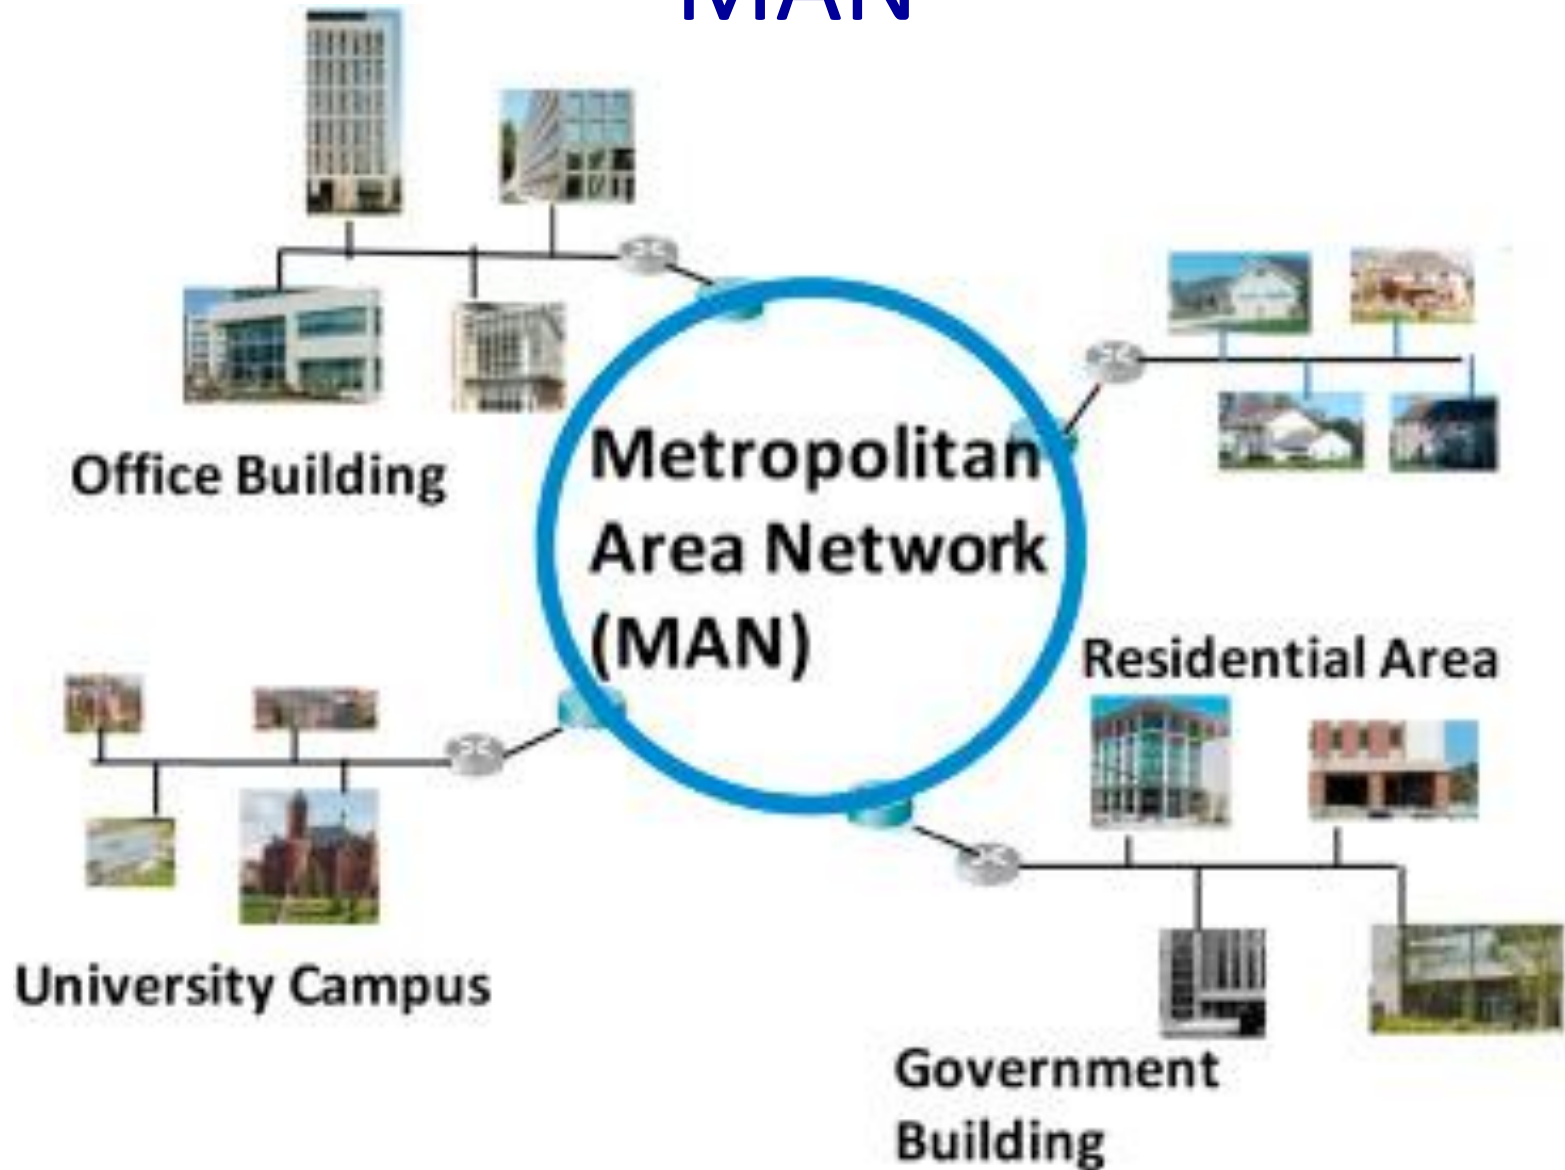 MAN
Office Building
Metropolitan
Area Network
(MAN)
Residential Area
University Campus
Government
Building